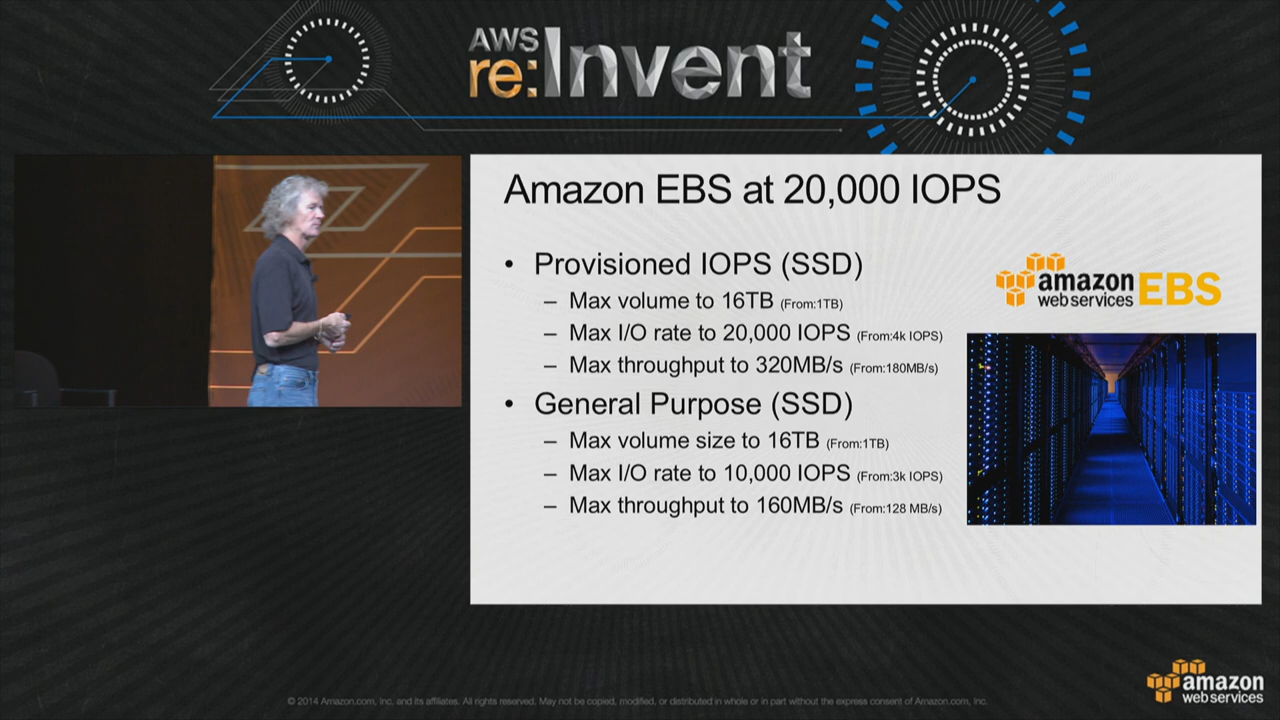 AWS
re:Invent
Amazon EBS at 20,000 IOPS
• Provisioned IOPS (SSD)
– Max volume to 16TB (From:1TB)
– Max I/O rate to 20,000 IOPS (From:4k IOPS)
– Max throughput to 320MB/s (From:180MB/s)
• General Purpose (SSD)
– Max volume size to 16TB (From:1TB)
– Max I/O rate to 10,000 IOPS (From:3k IOPS)
– Max throughput to 160MB/s (From:128 MB/s)
amazon
webservices EBS
© 2014 Amazon.com, Inc. and its affiliates. All rights reserved. May not be copied, modified, or distributed in whole or in part without the express consent of Amazon.com, Inc.
amazon
webservices